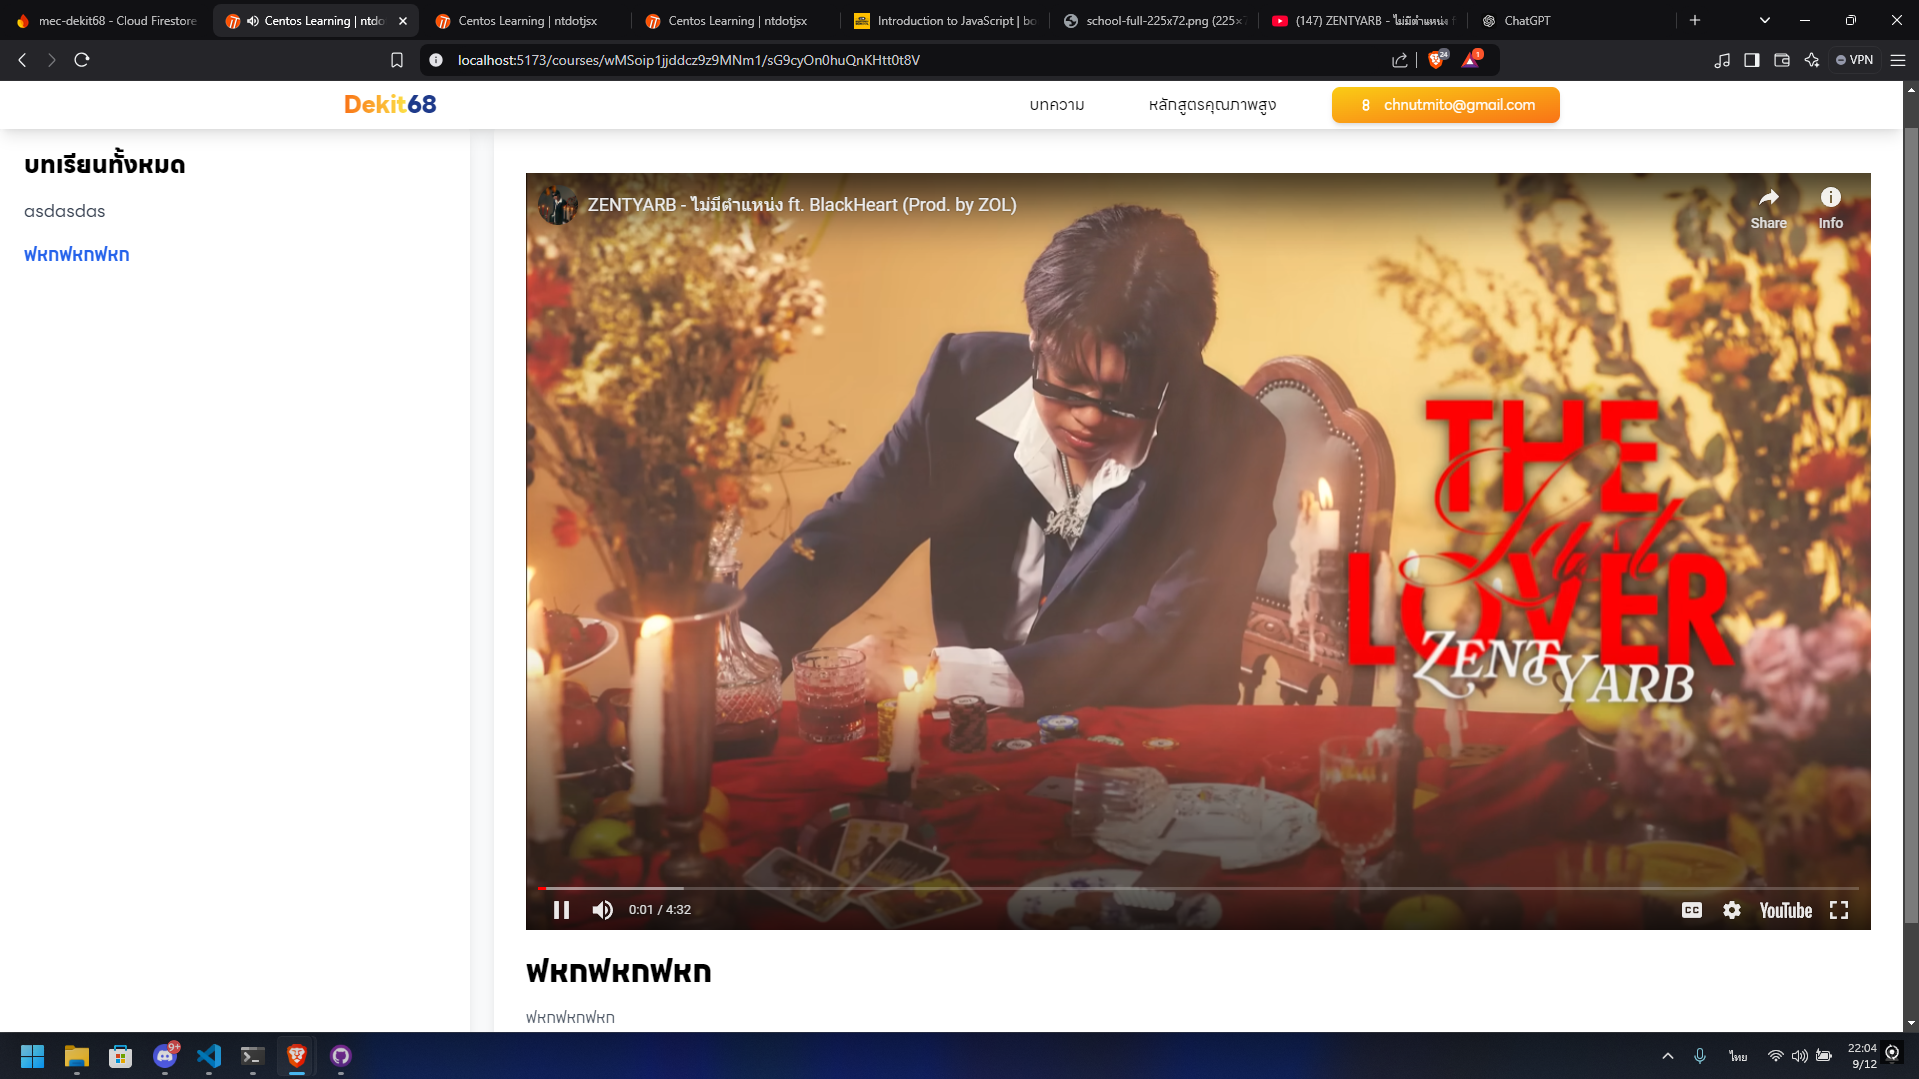 mec-dekit68 - Cloud Firestore
Centos Learning | ntdo
Centos Learning | ntdotjsx
Centos Learning | ntdotjsx
Introduction to JavaScript | bo
school-full-225x72.png (225×7
(147) ZENTYARB - ไม่มีตำแหน่ง f
ChatGPT
localhost:5173/courses/wMSoip1jjddcz9z9MNm1/sG9cyOn0huQnKHtt0t8V
24
1
VPN
Dekit68
บทความ
หลักสูตรคุณภาพสูง
chnutmito@gmail.com
บทเรียนทั้งหมด
asdasdas
ฟหกฟหกฟหก
ZENTYARB - ไม่มีตำแหน่ง ft. BlackHeart (Prod. by ZOL)
Share
Info
THE
Last
LOVER
ZENTYARB
0:01 / 4:32
CC
YouTube
ฟหกฟหกฟหก
ฟหกฟหกฟหก
9+
ไทย
22:04
9/12